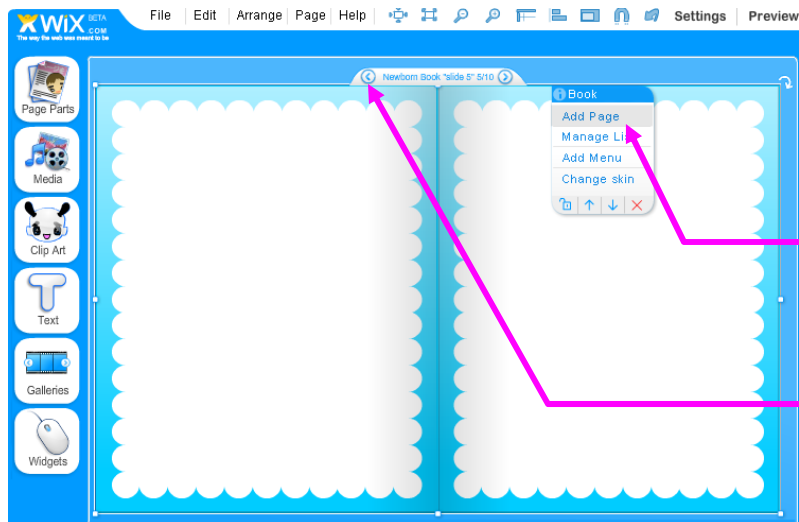 WiX BETA
.COM
The way the web was meant to be
File Edit Arrange Page Help Settings Preview
Newborn Book "slide 5" 5/10
Book
Add Page
Manage
Add Menu
Change skin
Page Parts
Media
Clip Art
Text
Galleries
Widgets